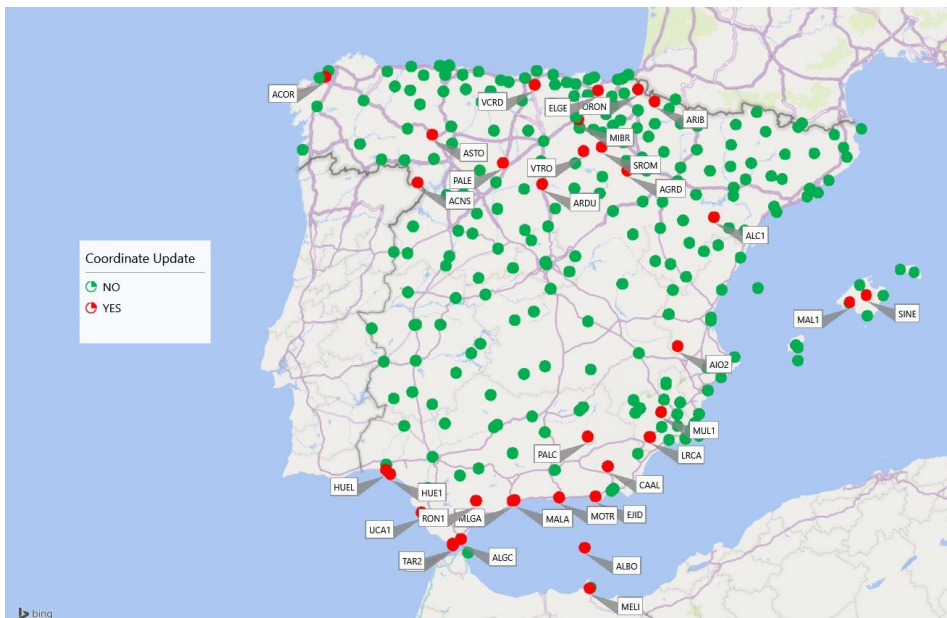 ACOR
VCRD
ELGE
ORON
ARIB
MIBR
ASTO
PALE
VTRO
SROM
AGRD
ACNS
ARDU
ALC1
Coordinate Update
NO
YES
MAL1
SINE
AIO2
MUL1
PALC
LRCA
HUEL
HUE1
CAAL
UCA1
RON1
MLGA
MALA
MOTR
EJID
TAR2
ALGC
ALBO
MELI
bing